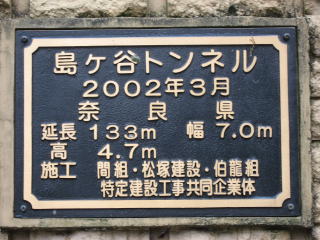 島ヶ谷トンネル
2002年3月
奈良県
延長 133m 幅 7.0m
高 4.7m
施工 間組・松塚建設・伯龍組
特定建設工事共同企業体